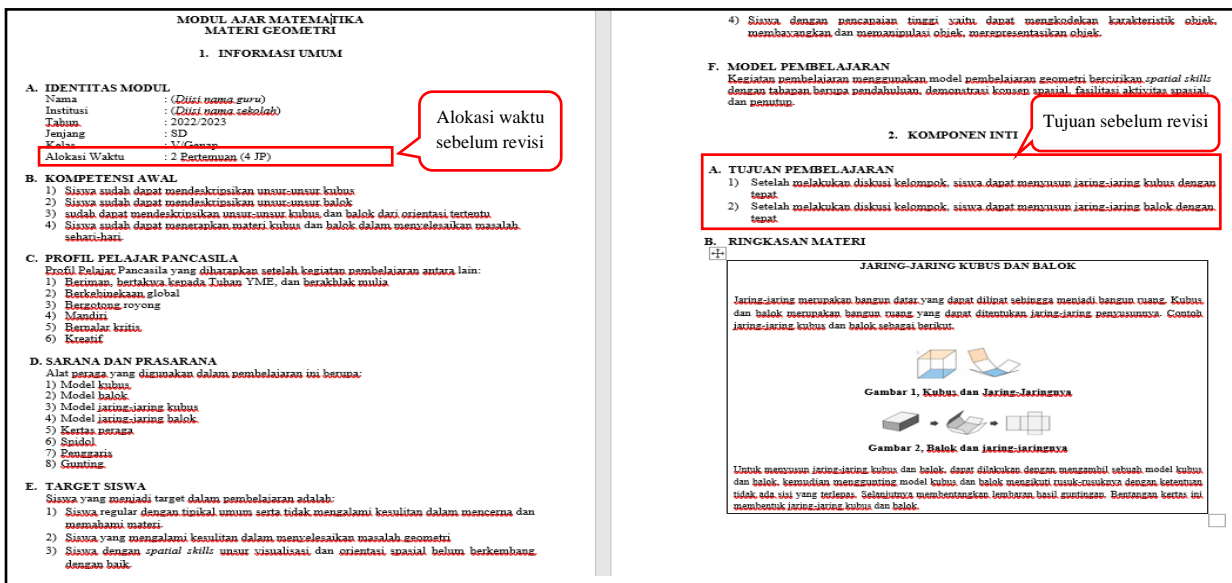 MODUL AJAR MATEMATIKA
MATERI GEOMETRI
1. INFORMASI UMUM
A. IDENTITAS MODUL
Nama : (Diisi nama guru)
Institusi : (Diisi nama sekolah)
Tahun : 2022/2023
Jenjang : SD
Kelas : V/Genap
Alokasi Waktu : 2 Pertemuan (4 JP)
Alokasi waktu
sebelum revisi
B. KOMPETENSI AWAL
1) Siswa sudah dapat mendeskripsikan unsur-unsur kubus
2) Siswa sudah dapat mendeskripsikan unsur-unsur balok
3) sudah dapat mendeskripsikan unsur-unsur kubus dan balok dari orientasi tertentu
4) Siswa sudah dapat menerapkan materi kubus dan balok dalam menyelesaikan masalah
sehari-hari
C. PROFIL PELAJAR PANCASILA
Profil Pelajar Pancasila yang diharapkan setelah kegiatan pembelajaran antara lain:
1) Beriman, bertakwa kepada Tuhan YME, dan berakhlak mulia
2) Berkebinekaan global
3) Bergotong royong
4) Mandiri
5) Bernalar kritis
6) Kreatif
D. SARANA DAN PRASARANA
Alat peraga yang digunakan dalam pembelajaran ini berupa:
1) Model kubus
2) Model balok
3) Model jaring-jaring kubus
4) Model jaring-jaring balok
5) Kertas peraga
6) Spidol
7) Penggaris
8) Gunting
E. TARGET SISWA
Siswa yang menjadi target dalam pembelajaran adalah:
1) Siswa regular dengan tipikal umum serta tidak mengalami kesulitan dalam mencerna dan
memahami materi
2) Siswa yang mengalami kesulitan dalam menyelesaikan masalah geometri
3) Siswa dengan spatial skills unsur visualisasi dan orientasi spasial belum berkembang
dengan baik
4) Siswa dengan pencapaian tinggi yaitu dapat mengkodekan karakteristik objek,
membayangkan dan memanipulasi objek, merepresentasikan objek.
F. MODEL PEMBELAJARAN
Kegiatan pembelajaran menggunakan model pembelajaran geometri bercirikan spatial skills
dengan tahapan berupa pendahuluan, demonstrasi konsep spasial, fasilitasi aktivitas spasial,
dan penutup.
Tujuan sebelum revisi
2. KOMPONEN INTI
A. TUJUAN PEMBELAJARAN
1) Setelah melakukan diskusi kelompok, siswa dapat menyusun jaring-jaring kubus dengan
tepat
2) Setelah melakukan diskusi kelompok, siswa dapat menyusun jaring-jaring balok dengan
tepat
B. RINGKASAN MATERI
JARING-JARING KUBUS DAN BALOK
Jaring-jaring merupakan bangun datar yang dapat dilipat sehingga menjadi bangun ruang. Kubus
dan balok merupakan bangun ruang yang dapat ditentukan jaring-jaring penyusunnya. Contoh
jaring-jaring kubus dan balok sebagai berikut.
Gambar 1, Kubus dan Jaring-Jaringnya
Gambar 2, Balok dan jaring-jaringnya
Untuk menyusun jaring-jaring kubus dan balok, dapat dilakukan dengan mengambil sebuah model kubus
dan balok, kemudian menggunting model kubus dan balok mengikuti rusuk-rusuknya dengan ketentuan
tidak ada sisi yang terlepas. Selanjutnya membentangkan lembaran hasil guntingan. Bentangan kertas ini
membentuk jaring-jaring kubus dan balok.